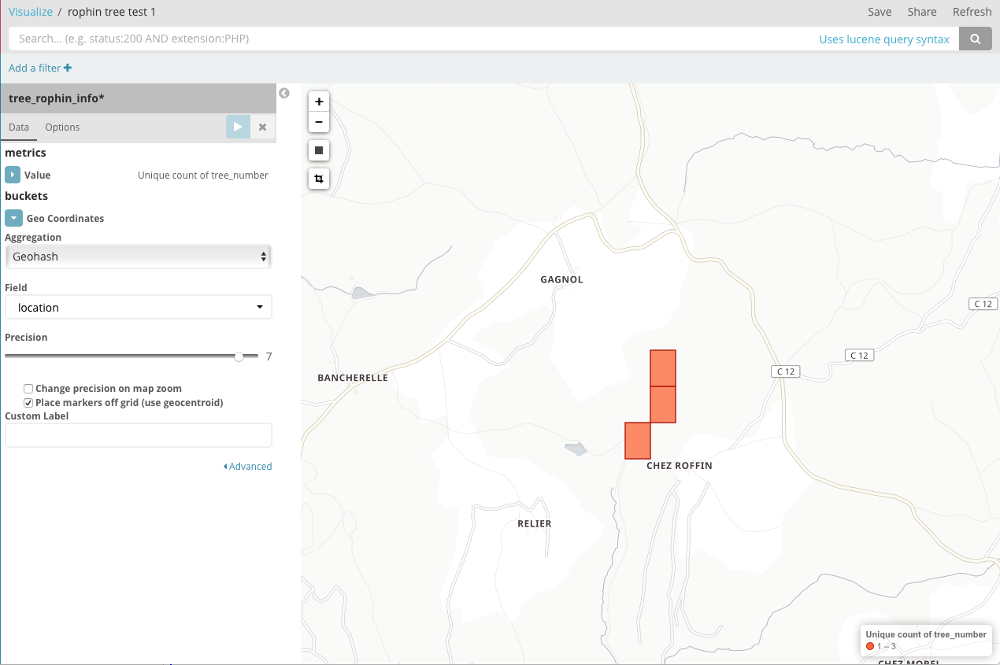 Visualize / rophin tree test 1
Save Share Refresh
Search... (e.g. status:200 AND extension:PHP)
Uses lucene query syntax
Add a filter +
tree_rophin_info*
Data Options
metrics
Value Unique count of tree_number
buckets
Geo Coordinates
Aggregation
Geohash
Field
location
Precision
7
Change precision on map zoom
Place markers off grid (use geocentroid)
Custom Label
Advanced
+
−
GAGNOL
C 12
C 12
C 12
BANCHERELLE
CHEZ ROFFIN
RELIER
Unique count of tree_number
1 – 3
CHEZ MOREL